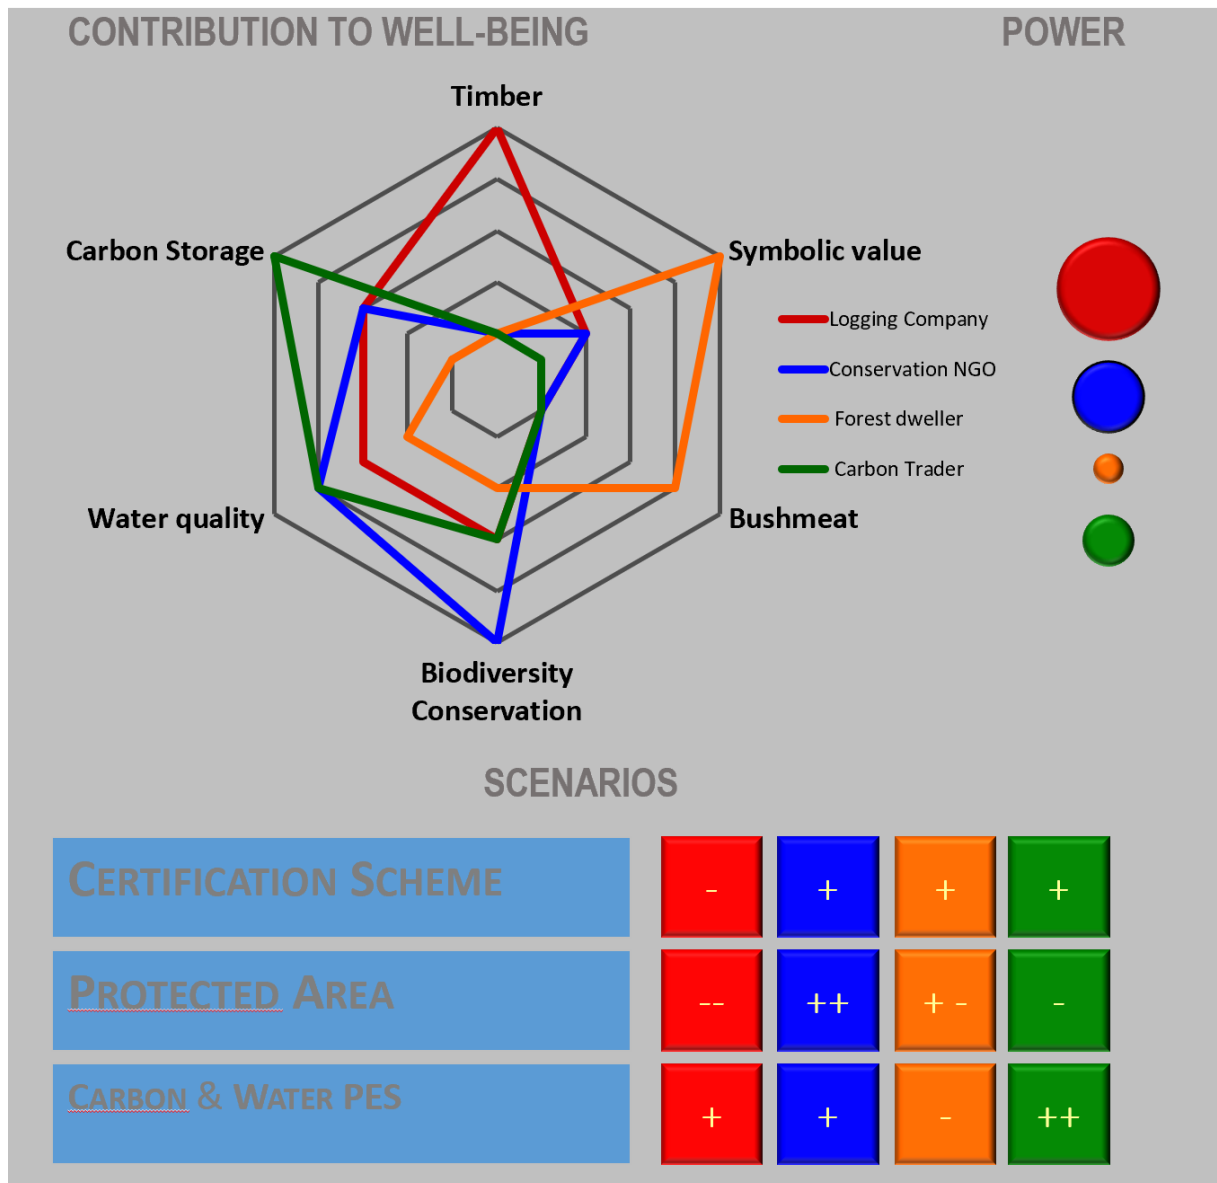 CONTRIBUTION TO WELL-BEING
POWER
Timber
Carbon Storage
Symbolic value
Logging Company
Conservation NGO
Forest dweller
Carbon Trader
Water quality
Bushmeat
Biodiversity
Conservation
SCENARIOS
CERTIFICATION SCHEME
- + + +
PROTECTED AREA
-- ++ + - -
CARBON & WATER PES
+ + - ++